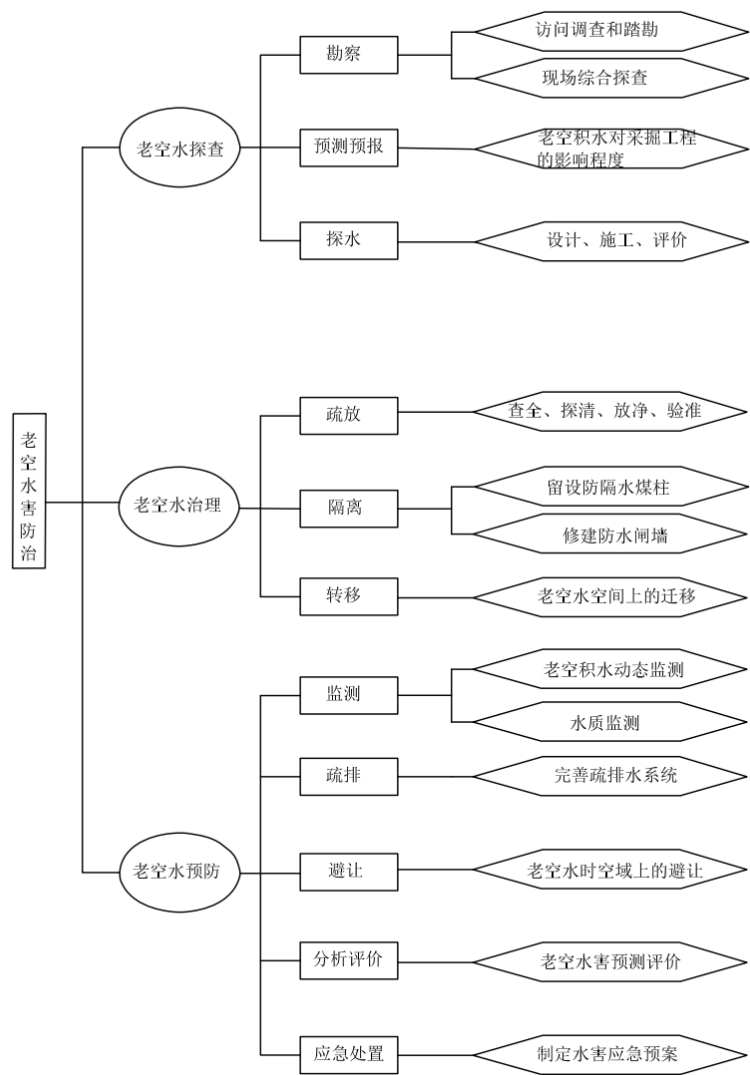 老空水害防治
老空水探查
勘察
访问调查和踏勘
现场综合探查
预测预报
老空积水对采掘工程
的影响程度
探水
设计、施工、评价
老空水治理
疏放
查全、探清、放净、验准
隔离
留设防隔水煤柱
修建防水闸墙
转移
老空水空间上的迁移
老空水预防
监测
老空积水动态监测
水质监测
疏排
完善疏排水系统
避让
老空水时空域上的避让
分析评价
老空水害预测评价
应急处置
制定水害应急预案